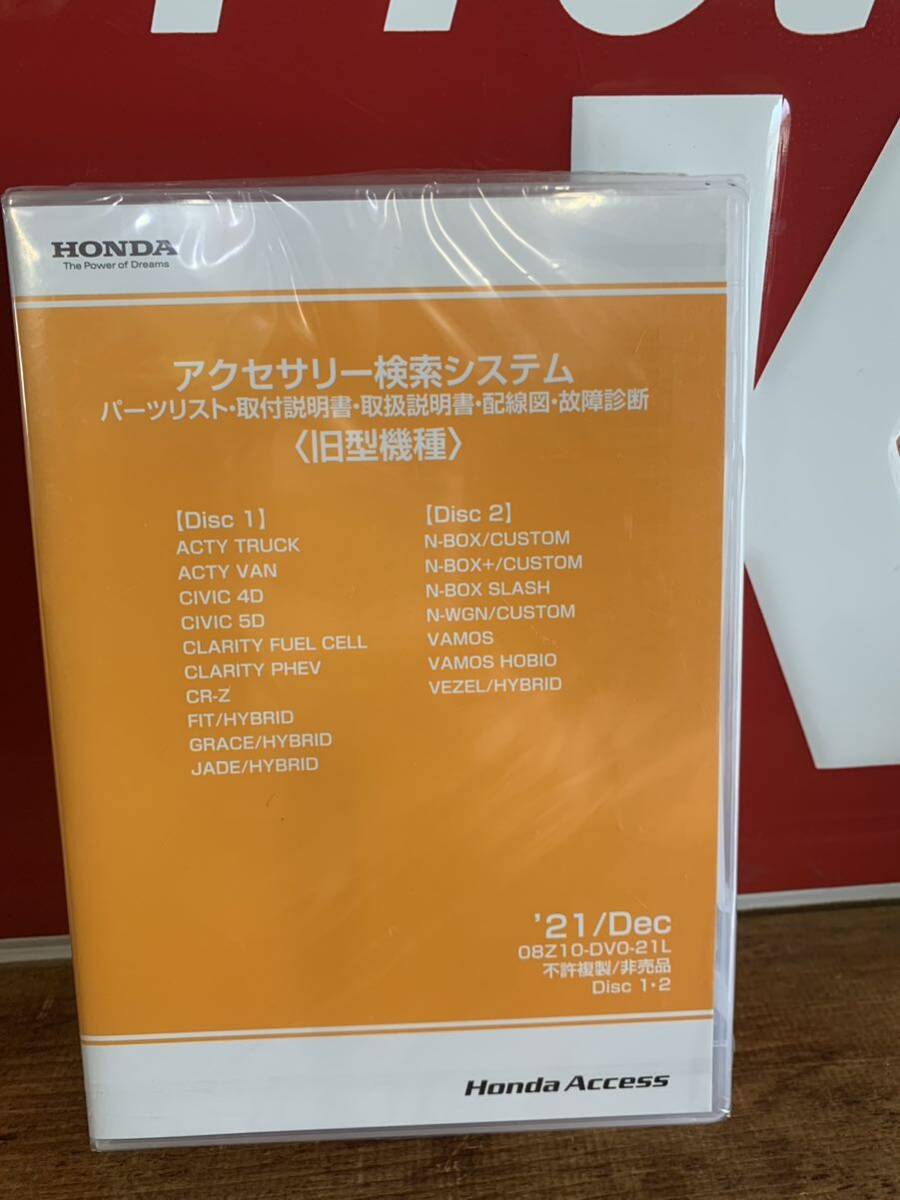 HONDA
The Power of Dreams
アクセサリー検索システム
パーツリスト・取付説明書・取扱説明書・配線図・故障診断
〈旧型機種〉
【Disc 1】
ACTY TRUCK
ACTY VAN
CIVIC 4D
CIVIC 5D
CLARITY FUEL CELL
CLARITY PHEV
CR-Z
FIT/HYBRID
GRACE/HYBRID
JADE/HYBRID
【Disc 2】
N-BOX/CUSTOM
N-BOX+/CUSTOM
N-BOX SLASH
N-WGN/CUSTOM
VAMOS
VAMOS HOBIO
VEZEL/HYBRID
'21/Dec
08Z10-DV0-21L
不許複製/非売品
Disc 1・2
Honda Access